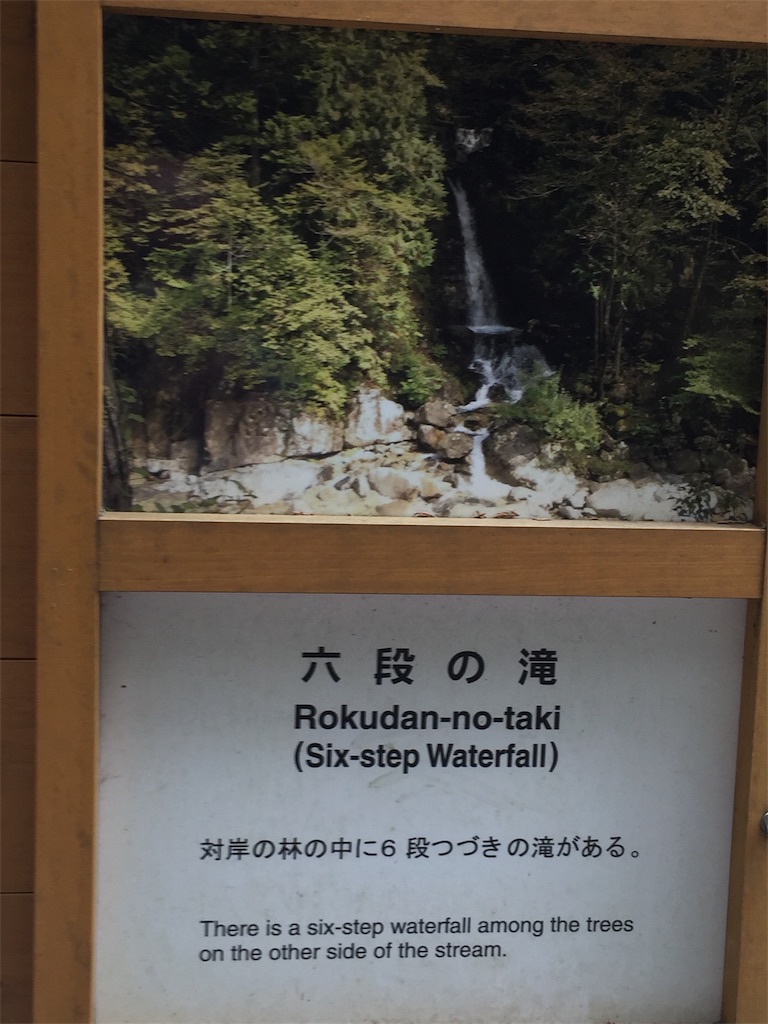 六段の滝
Rokudan-no-taki
(Six-step Waterfall)
対岸の林の中に6段つづきの滝がある。
There is a six-step waterfall among the trees
on the other side of the stream.